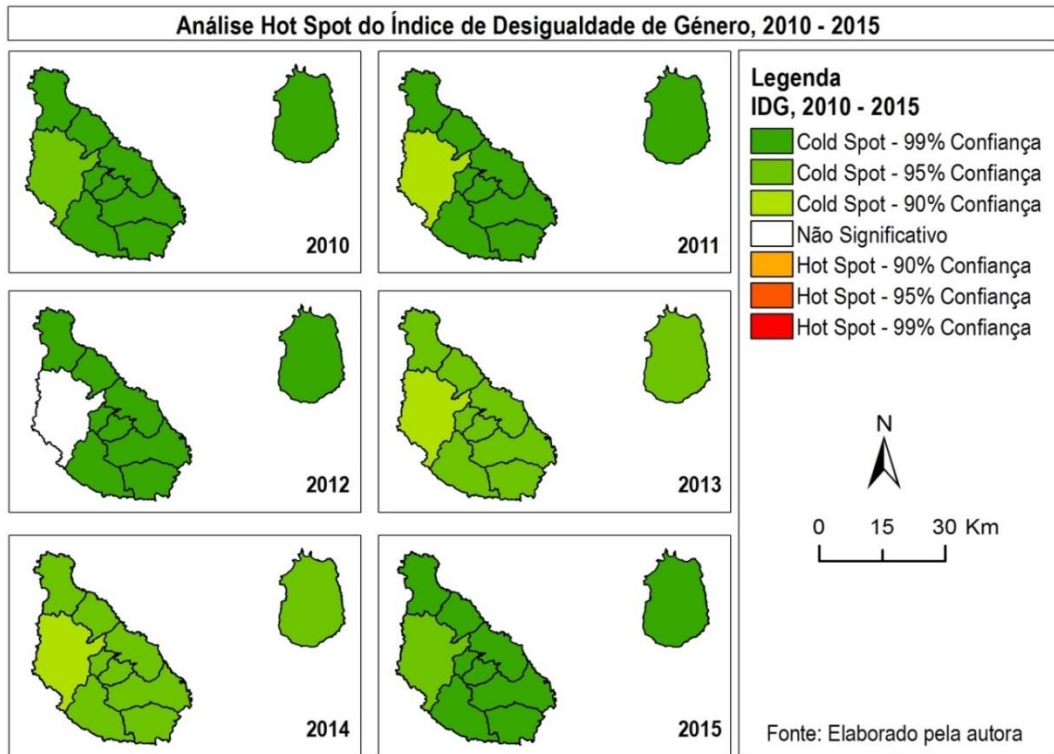 Análise Hot Spot do Índice de Desigualdade de Género, 2010 - 2015
2010
2011
2012
2013
2014
2015
Legenda
IDG, 2010 - 2015
Cold Spot - 99% Confiança
Cold Spot - 95% Confiança
Cold Spot - 90% Confiança
Não Significativo
Hot Spot - 90% Confiança
Hot Spot - 95% Confiança
Hot Spot - 99% Confiança
N
0 15 30 Km
Fonte: Elaborado pela autora